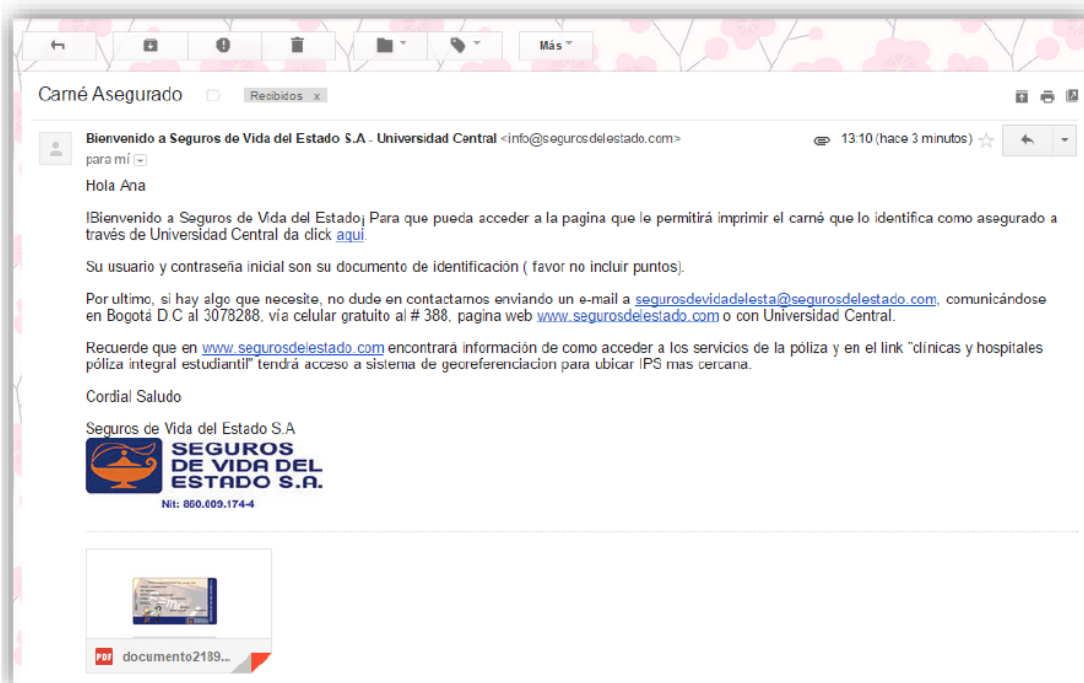 Más
Carné Asegurado
Recibidos x
Bienvenido a Seguros de Vida del Estado S.A - Universidad Central <info@segurosdelestado.com>
13:10 (hace 3 minutos)
para mí
Hola Ana
!Bienvenido a Seguros de Vida del Estado¡ Para que pueda acceder a la pagina que le permitirá imprimir el carné que lo identifica como asegurado a
través de Universidad Central da click aquí.
Su usuario y contraseña inicial son su documento de identificación ( favor no incluir puntos).
Por ultimo, si hay algo que necesite, no dude en contactarnos enviando un e-mail a segurosdevidadelesta@segurosdelestado.com, comunicándose
en Bogotá D.C al 3078288, vía celular gratuito al # 388, pagina web www.segurosdelestado.com o con Universidad Central.
Recuerde que en www.segurosdelestado.com encontrará información de como acceder a los servicios de la póliza y en el link "clínicas y hospitales
póliza integral estudiantil" tendrá acceso a sistema de georeferenciacion para ubicar IPS mas cercana.
Cordial Saludo
Seguros de Vida del Estado S.A
SEGUROS
DE VIDA DEL
ESTADO S.A.
Nit: 860.009.174-4
PDF documento2189...